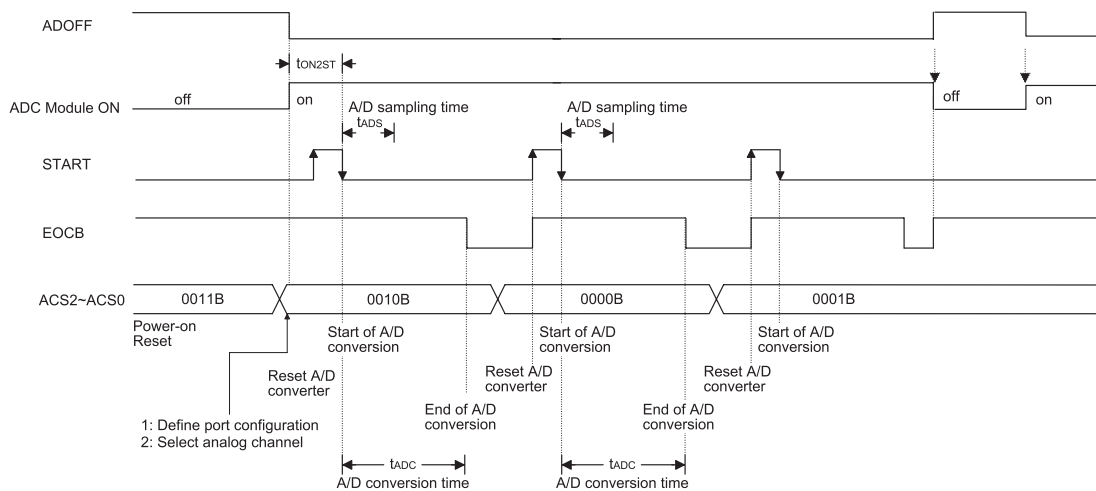 ADOFF
tON2ST
ADC Module ON
off
on
A/D sampling time
tADS
A/D sampling time
tADS
off
on
START
EOCB
ACS2~ACS0
0011B
0010B
0000B
0001B
Power-on
Reset
Start of A/D
conversion
Start of A/D
conversion
Start of A/D
conversion
Reset A/D
converter
Reset A/D
converter
Reset A/D
converter
End of A/D
conversion
End of A/D
conversion
1: Define port configuration
2: Select analog channel
tADC
A/D conversion time
tADC
A/D conversion time